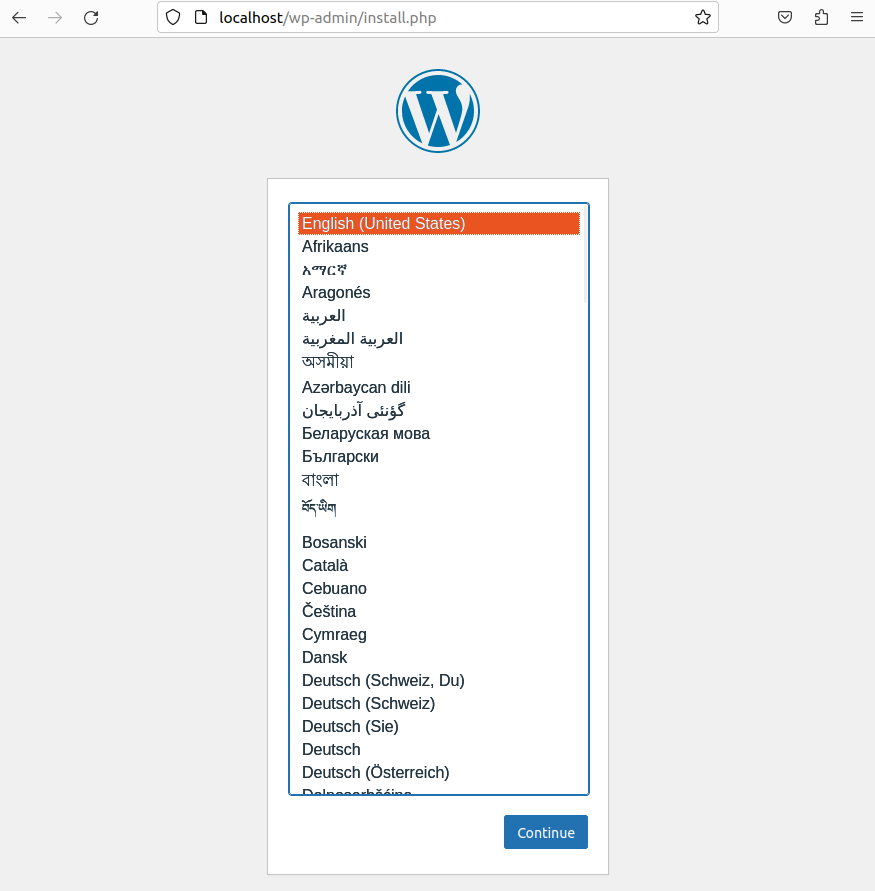 localhost/wp-admin/install.php
English (United States)
Afrikaans
አማርኛ
Aragonés
العربية
العربية المغربية
অসমীয়া
Azərbaycan dili
گؤنئی آذربایجان
Беларуская мова
Български
বাংলা
བོད་ཡིག
Bosanski
Català
Cebuano
Čeština
Cymraeg
Dansk
Deutsch (Schweiz, Du)
Deutsch (Schweiz)
Deutsch (Sie)
Deutsch
Deutsch (Österreich)
Continue